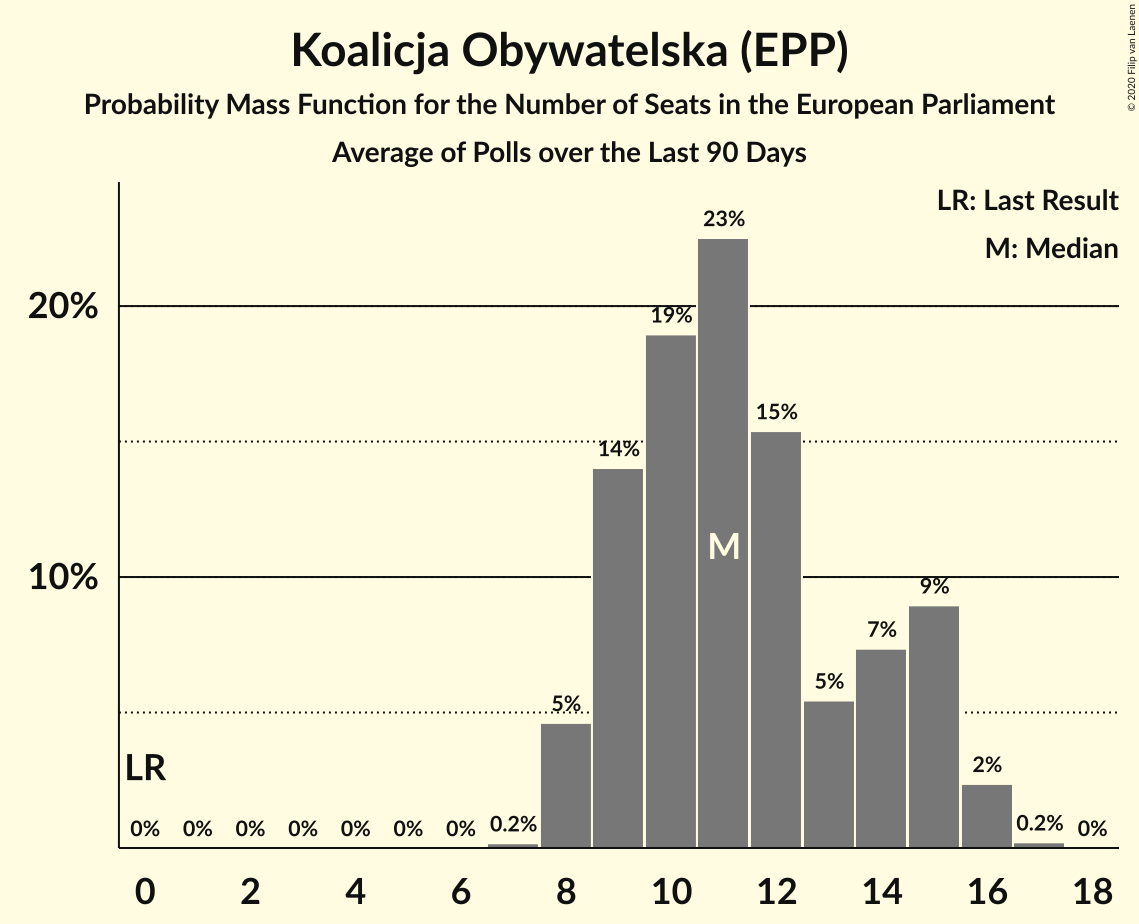 Koalicja Obywatelska (EPP)
Probability Mass Function for the Number of Seats in the European Parliament
Average of Polls over the Last 90 Days
© 2020 Filip van Laenen
LR: Last Result
M: Median
20%
10%
23%
19%
15%
14%
M
9%
7%
5%
5%
LR
2%
0% 0% 0% 0% 0% 0% 0% 0.2% 0.2% 0%
0 2 4 6 8 10 12 14 16 18